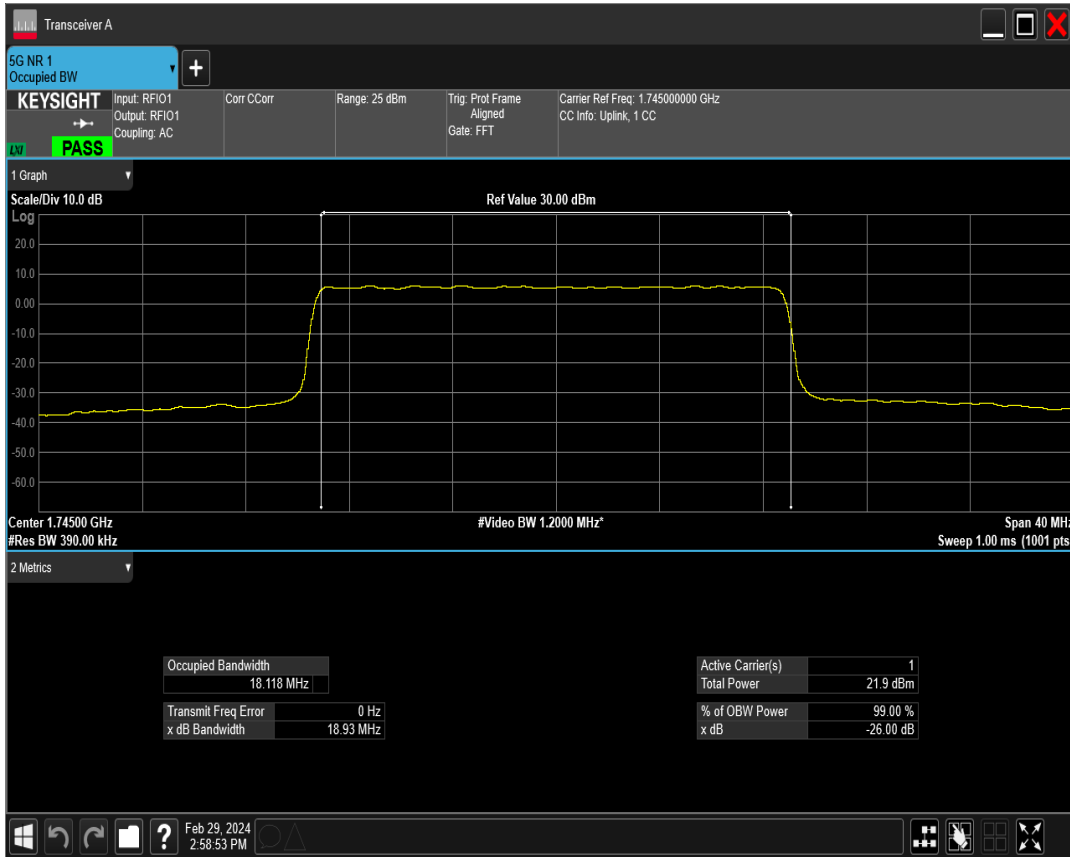 Transceiver A
5G NR 1
Occupied BW
KEYSIGHT
LXI
PASS
Input: RFIO1
Output: RFIO1
Coupling: AC
Corr CCorr
Range: 25 dBm
Trig: Prot Frame
Aligned
Gate: FFT
Carrier Ref Freq: 1.745000000 GHz
CC Info: Uplink, 1 CC
1 Graph
Scale/Div 10.0 dB
Ref Value 30.00 dBm
Log
20.0
10.0
0.00
-10.0
-20.0
-30.0
-40.0
-50.0
-60.0
Center 1.74500 GHz
#Video BW 1.2000 MHz*
Span 40 MHz
#Res BW 390.00 kHz
Sweep 1.00 ms (1001 pts
2 Metrics
Occupied Bandwidth
18.118 MHz
Transmit Freq Error 0 Hz
x dB Bandwidth 18.93 MHz
Active Carrier(s) 1
Total Power 21.9 dBm
% of OBW Power 99.00 %
x dB -26.00 dB
?
Feb 29, 2024
2:58:53 PM